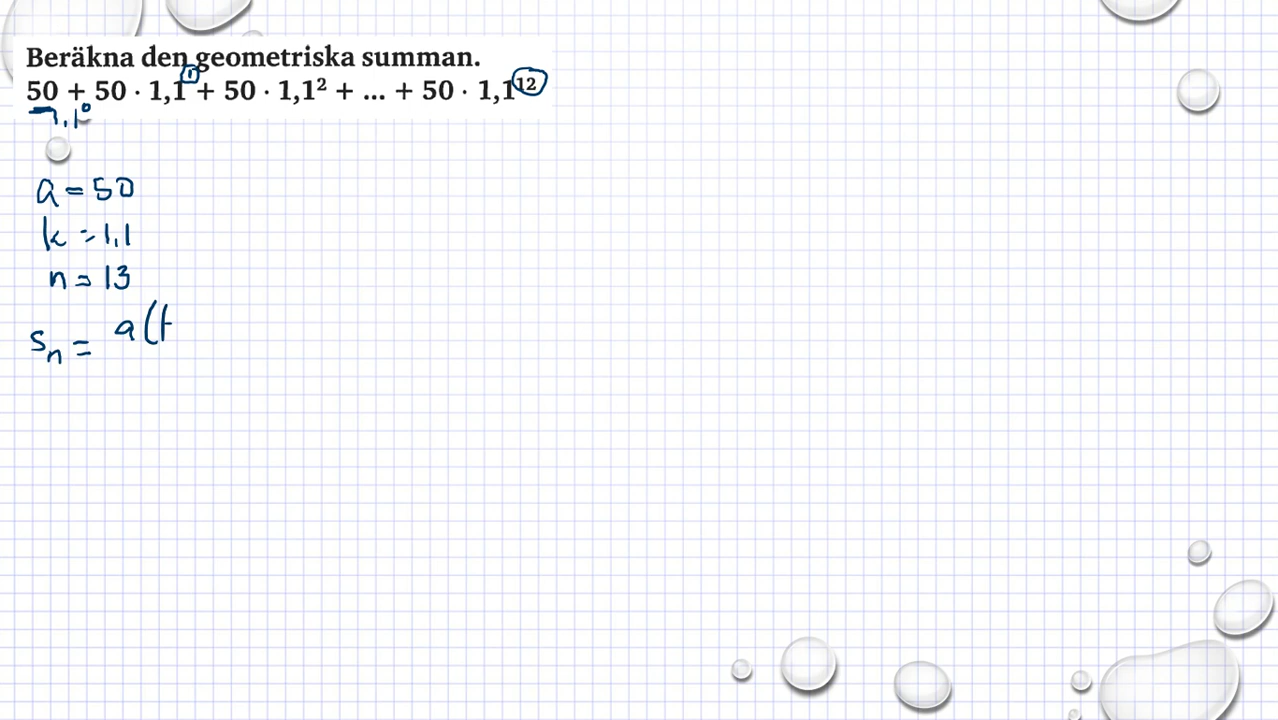 Beräkna den geometriska summan.
50 + 50 · 1,1¹ + 50 · 1,1² + ... + 50 · 1,1¹²
· 1,1⁰
a = 50
k = 1,1
n = 13
sₙ = a(